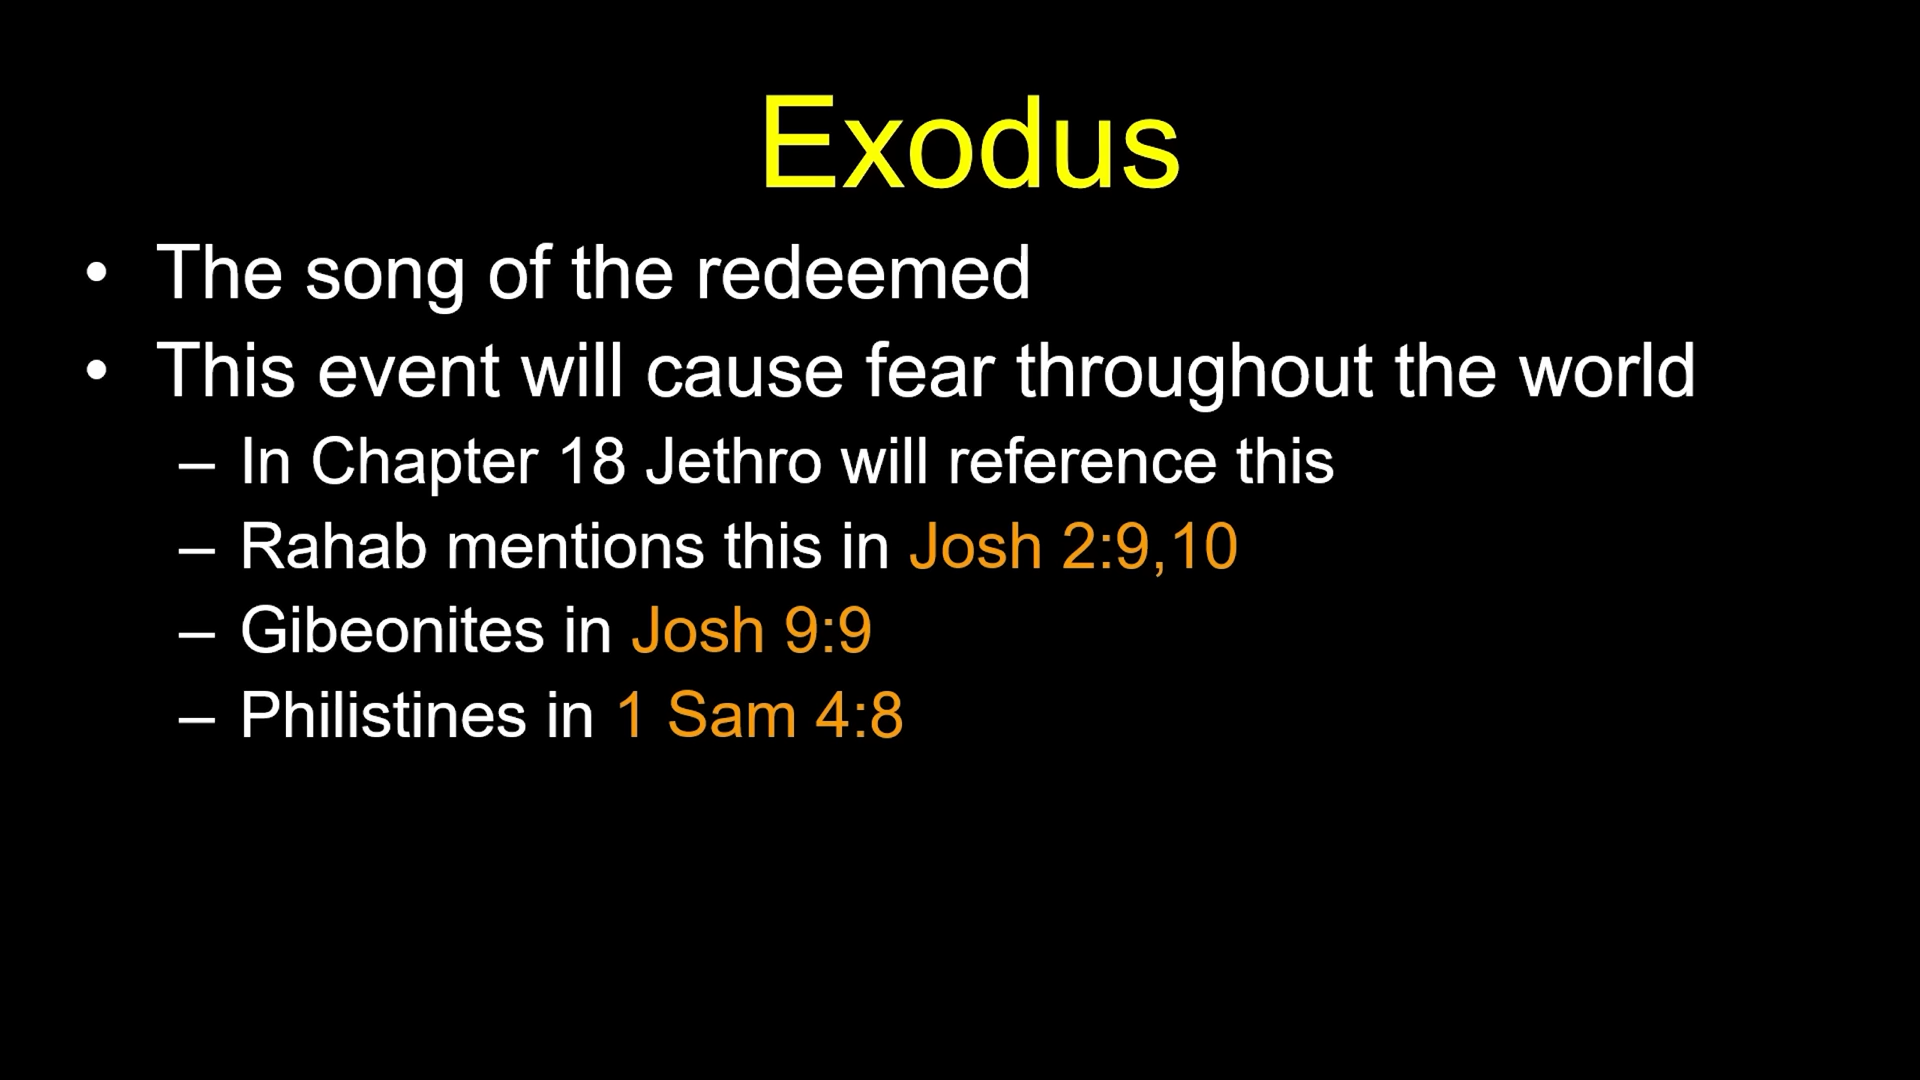 Exodus
• The song of the redeemed
• This event will cause fear throughout the world
– In Chapter 18 Jethro will reference this
– Rahab mentions this in Josh 2:9,10
– Gibeonites in Josh 9:9
– Philistines in 1 Sam 4:8